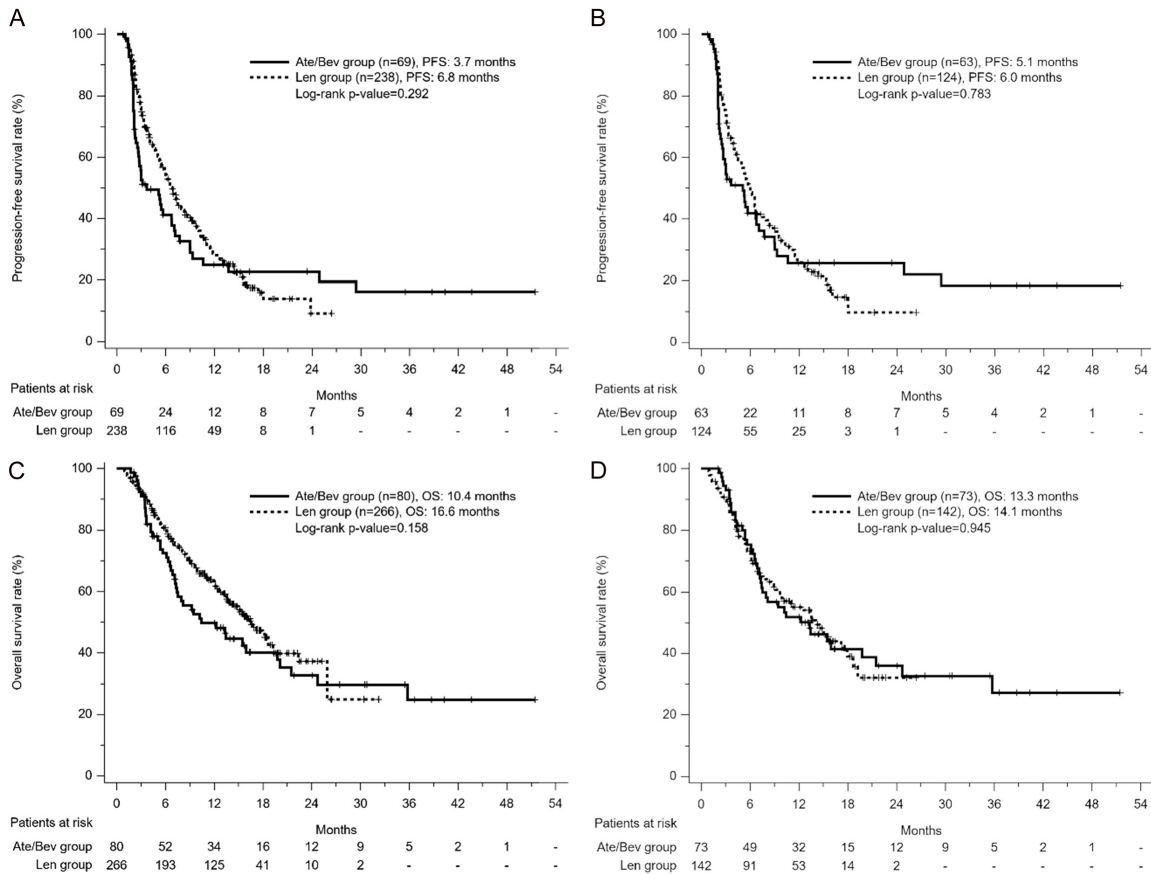 A
Progression-free survival rate (%)
100
80
60
40
20
0
Ate/Bev group (n=69), PFS: 3.7 months
Len group (n=238), PFS: 6.8 months
Log-rank p-value=0.292
0 6 12 18 24 30 36 42 48 54
Patients at risk
Months
Ate/Bev group 69 24 12 8 7 5 4 2 1 -
Len group 238 116 49 8 1 - - - - -
B
Progression-free survival rate (%)
100
80
60
40
20
0
Ate/Bev group (n=63), PFS: 5.1 months
Len group (n=124), PFS: 6.0 months
Log-rank p-value=0.783
0 6 12 18 24 30 36 42 48 54
Patients at risk
Months
Ate/Bev group 63 22 11 8 7 5 4 2 1 -
Len group 124 55 25 3 1 - - - - -
C
Overall survival rate (%)
100
80
60
40
20
0
Ate/Bev group (n=80), OS: 10.4 months
Len group (n=266), OS: 16.6 months
Log-rank p-value=0.158
0 6 12 18 24 30 36 42 48 54
Patients at risk
Months
Ate/Bev group 80 52 34 16 12 9 5 2 1 -
Len group 266 193 125 41 10 2 - - - -
D
Overall survival rate (%)
100
80
60
40
20
0
Ate/Bev group (n=73), OS: 13.3 months
Len group (n=142), OS: 14.1 months
Log-rank p-value=0.945
0 6 12 18 24 30 36 42 48 54
Patients at risk
Months
Ate/Bev group 73 49 32 15 12 9 5 2 1 -
Len group 142 91 53 14 2 - - - - -